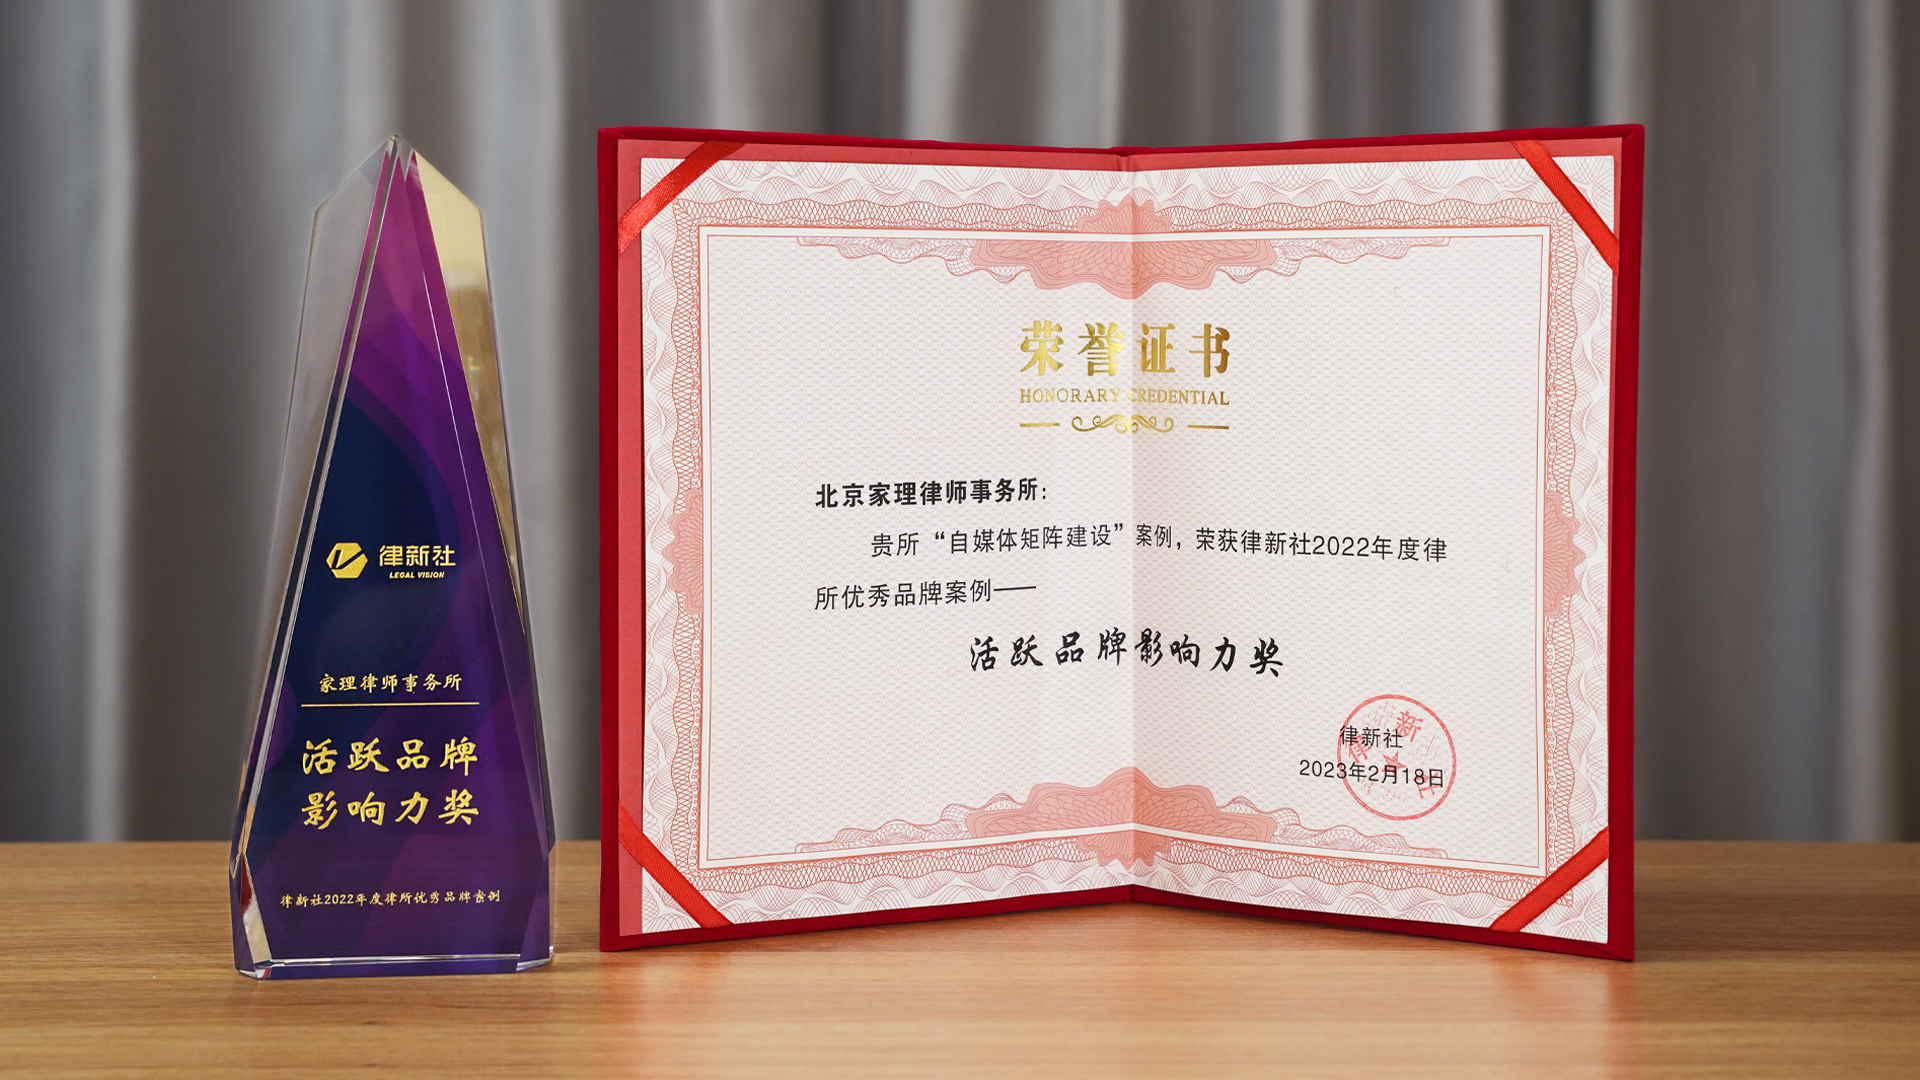 律新社
LEGAL VISION
家理律师事务所
活跃品牌
影响力奖
律新社2022年度律所优秀品牌案例
荣誉证书
HONORARY CREDENTIAL
北京家理律师事务所：
贵所“自媒体矩阵建设”案例，荣获律新社2022年度律
所优秀品牌案例——
活跃品牌影响力奖
律新社
2023年2月18日
律新社